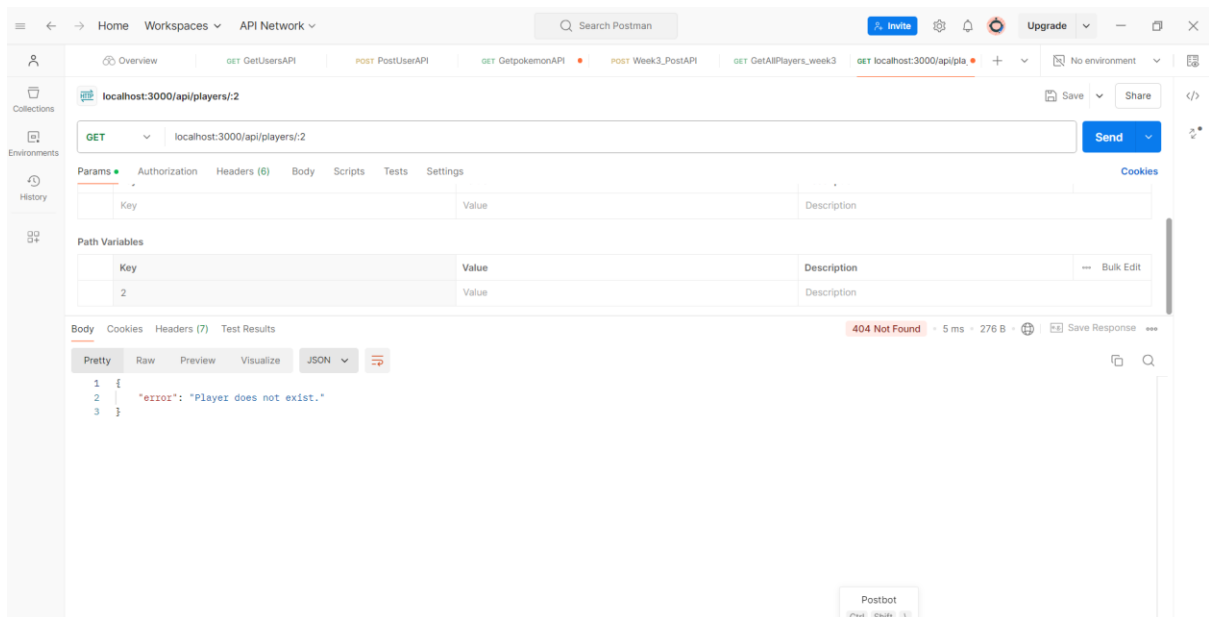 Home Workspaces API Network Search Postman Invite Upgrade
Overview GET GetUsersAPI POST PostUserAPI GET GetpokemonAPI POST Week3_PostAPI GET GetAllPlayers_week3 GET localhost:3000/api/pla No environment
Collections
Environments
History
HTTP localhost:3000/api/players/:2 Save Share
GET localhost:3000/api/players/:2 Send
Params Authorization Headers (6) Body Scripts Tests Settings Cookies
Key Value Description
Path Variables
Key Value Description Bulk Edit
2 Value Description
Body Cookies Headers (7) Test Results 404 Not Found 5 ms 276 B Save Response
Pretty Raw Preview Visualize JSON
1 {
2 "error": "Player does not exist."
3 }
Postbot
Ctrl Shift